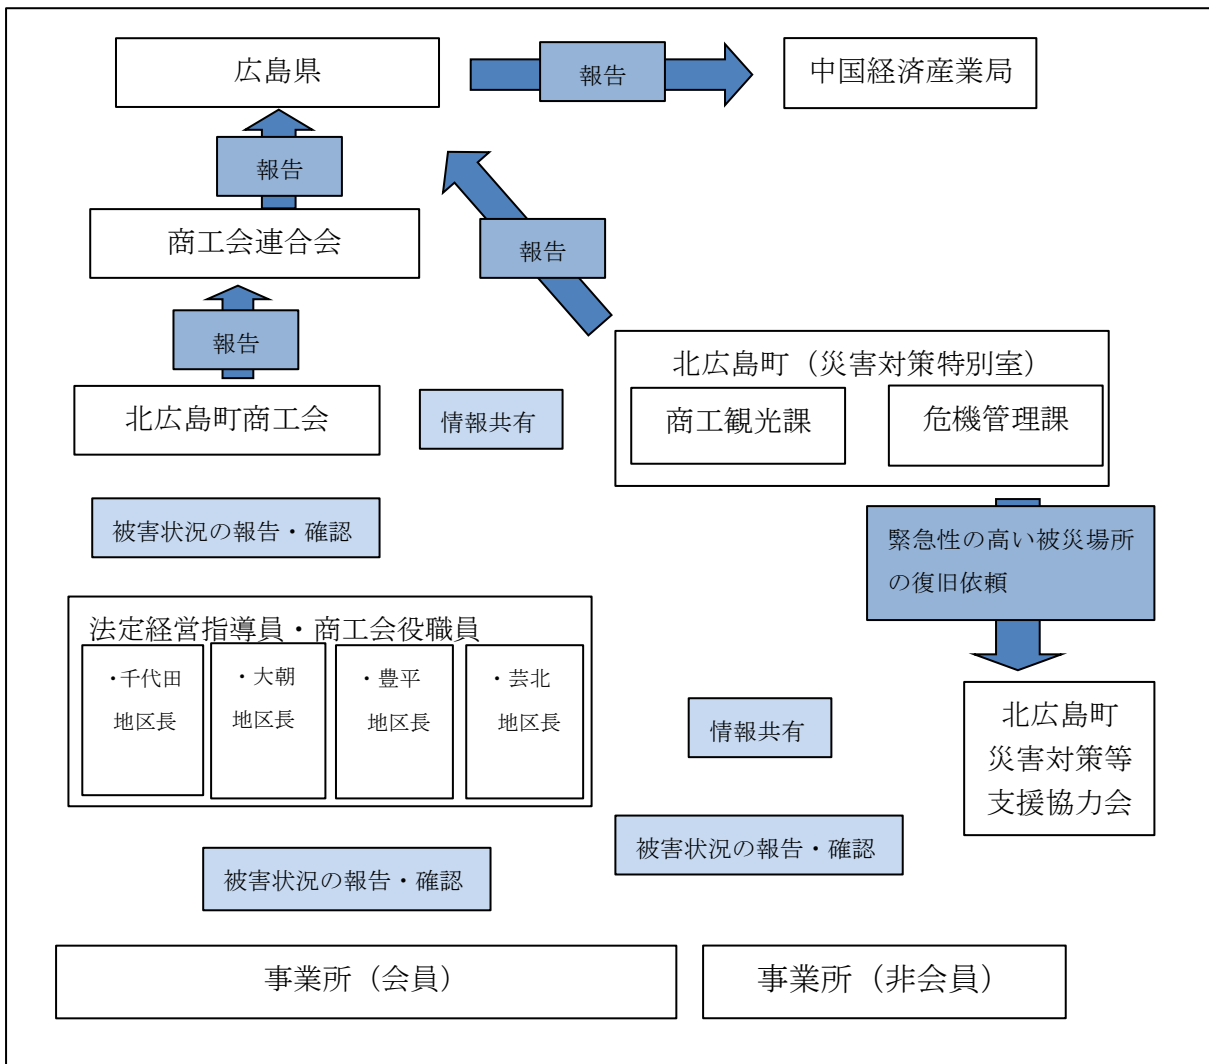 広島県
報告
中国経済産業局
報告
商工会連合会
報告
報告
北広島町商工会
情報共有
北広島町（災害対策特別室）
商工観光課
危機管理課
被害状況の報告・確認
緊急性の高い被災場所
の復旧依頼
法定経営指導員・商工会役職員
・千代田
地区長
・大朝
地区長
・豊平
地区長
・芸北
地区長
情報共有
北広島町
災害対策等
支援協力会
被害状況の報告・確認
被害状況の報告・確認
事業所（会員）
事業所（非会員）